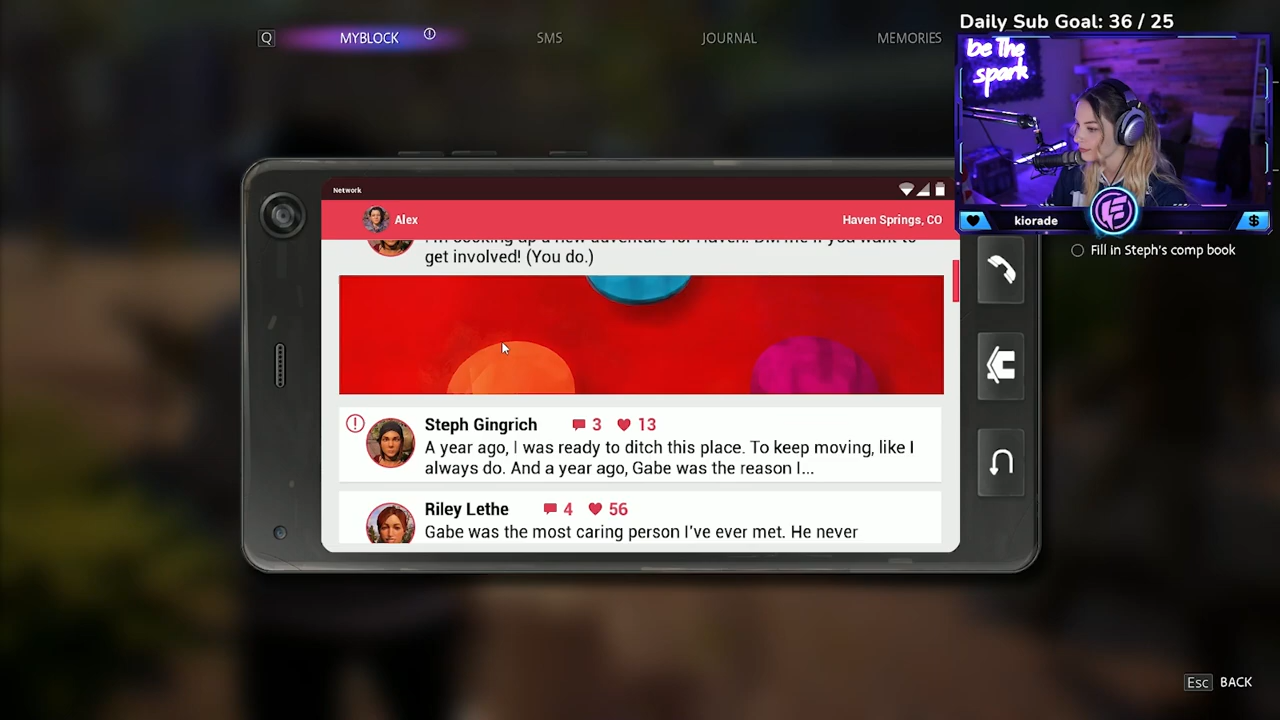 Daily Sub Goal: 36 / 25
Q MYBLOCK SMS JOURNAL MEMORIES
be the
spark
Network
Alex Haven Springs, CO
kiorade $
Fill in Steph's comp book
get involved! (You do.)
Steph Gingrich 3 13
A year ago, I was ready to ditch this place. To keep moving, like I
always do. And a year ago, Gabe was the reason I...
Riley Lethe 4 56
Gabe was the most caring person I've ever met. He never
Esc BACK